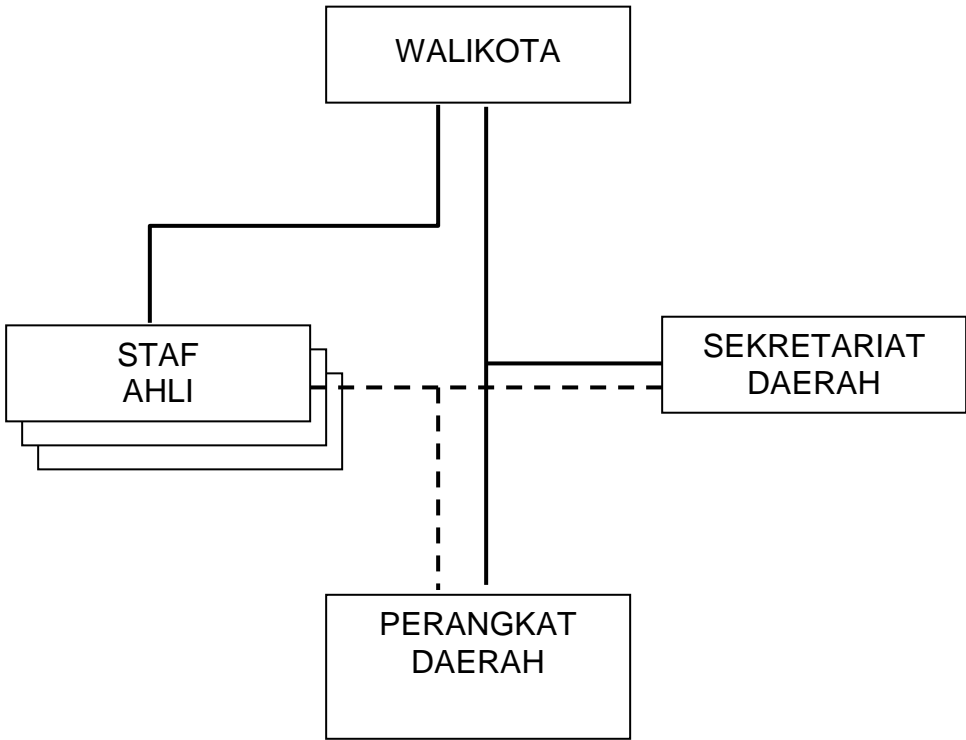 WALIKOTA
STAF
AHLI
SEKRETARIAT
DAERAH
PERANGKAT
DAERAH